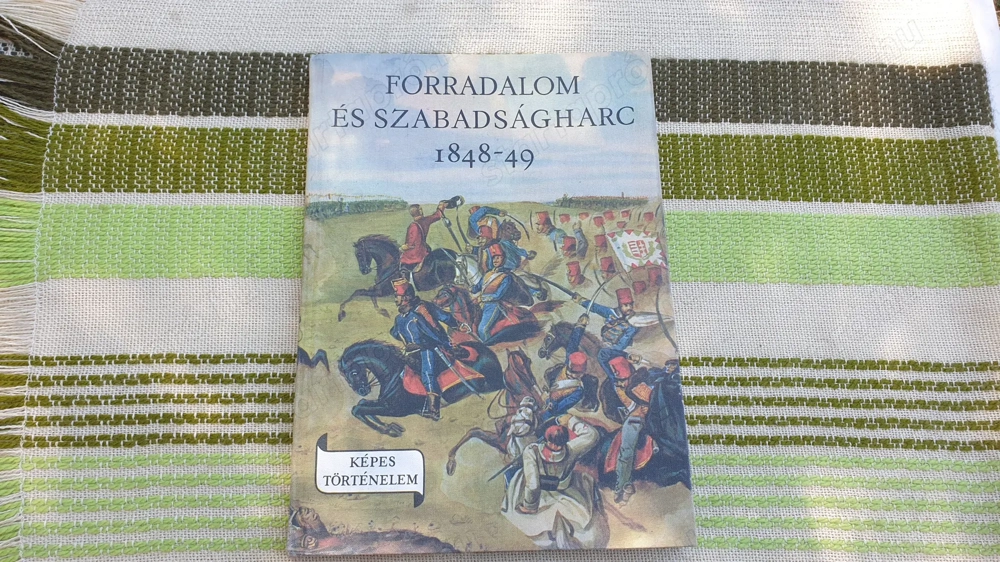 FORRADALOM
ÉS SZABADSÁGHARC
1848-49
KÉPES
TÖRTÉNELEM